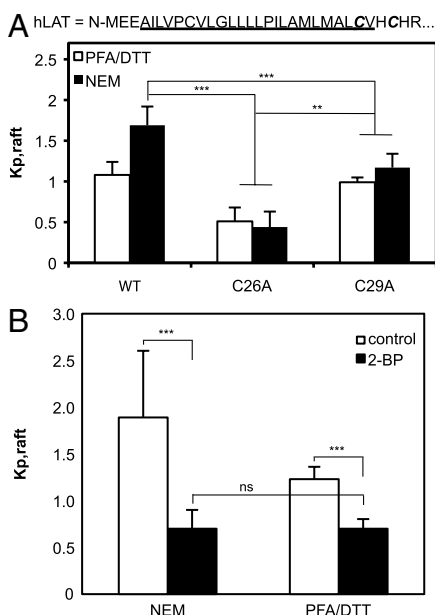 A
hLAT = N-MEEAILVPCVLGLLLLPILAMLMALCVHCHR...
PFA/DTT
NEM
***
***
**
Kp,raft
2.5
2
1.5
1
0.5
0
WT C26A C29A
B
control
2-BP
***
***
ns
Kp,raft
3.0
2.5
2.0
1.5
1.0
0.5
0
NEM PFA/DTT